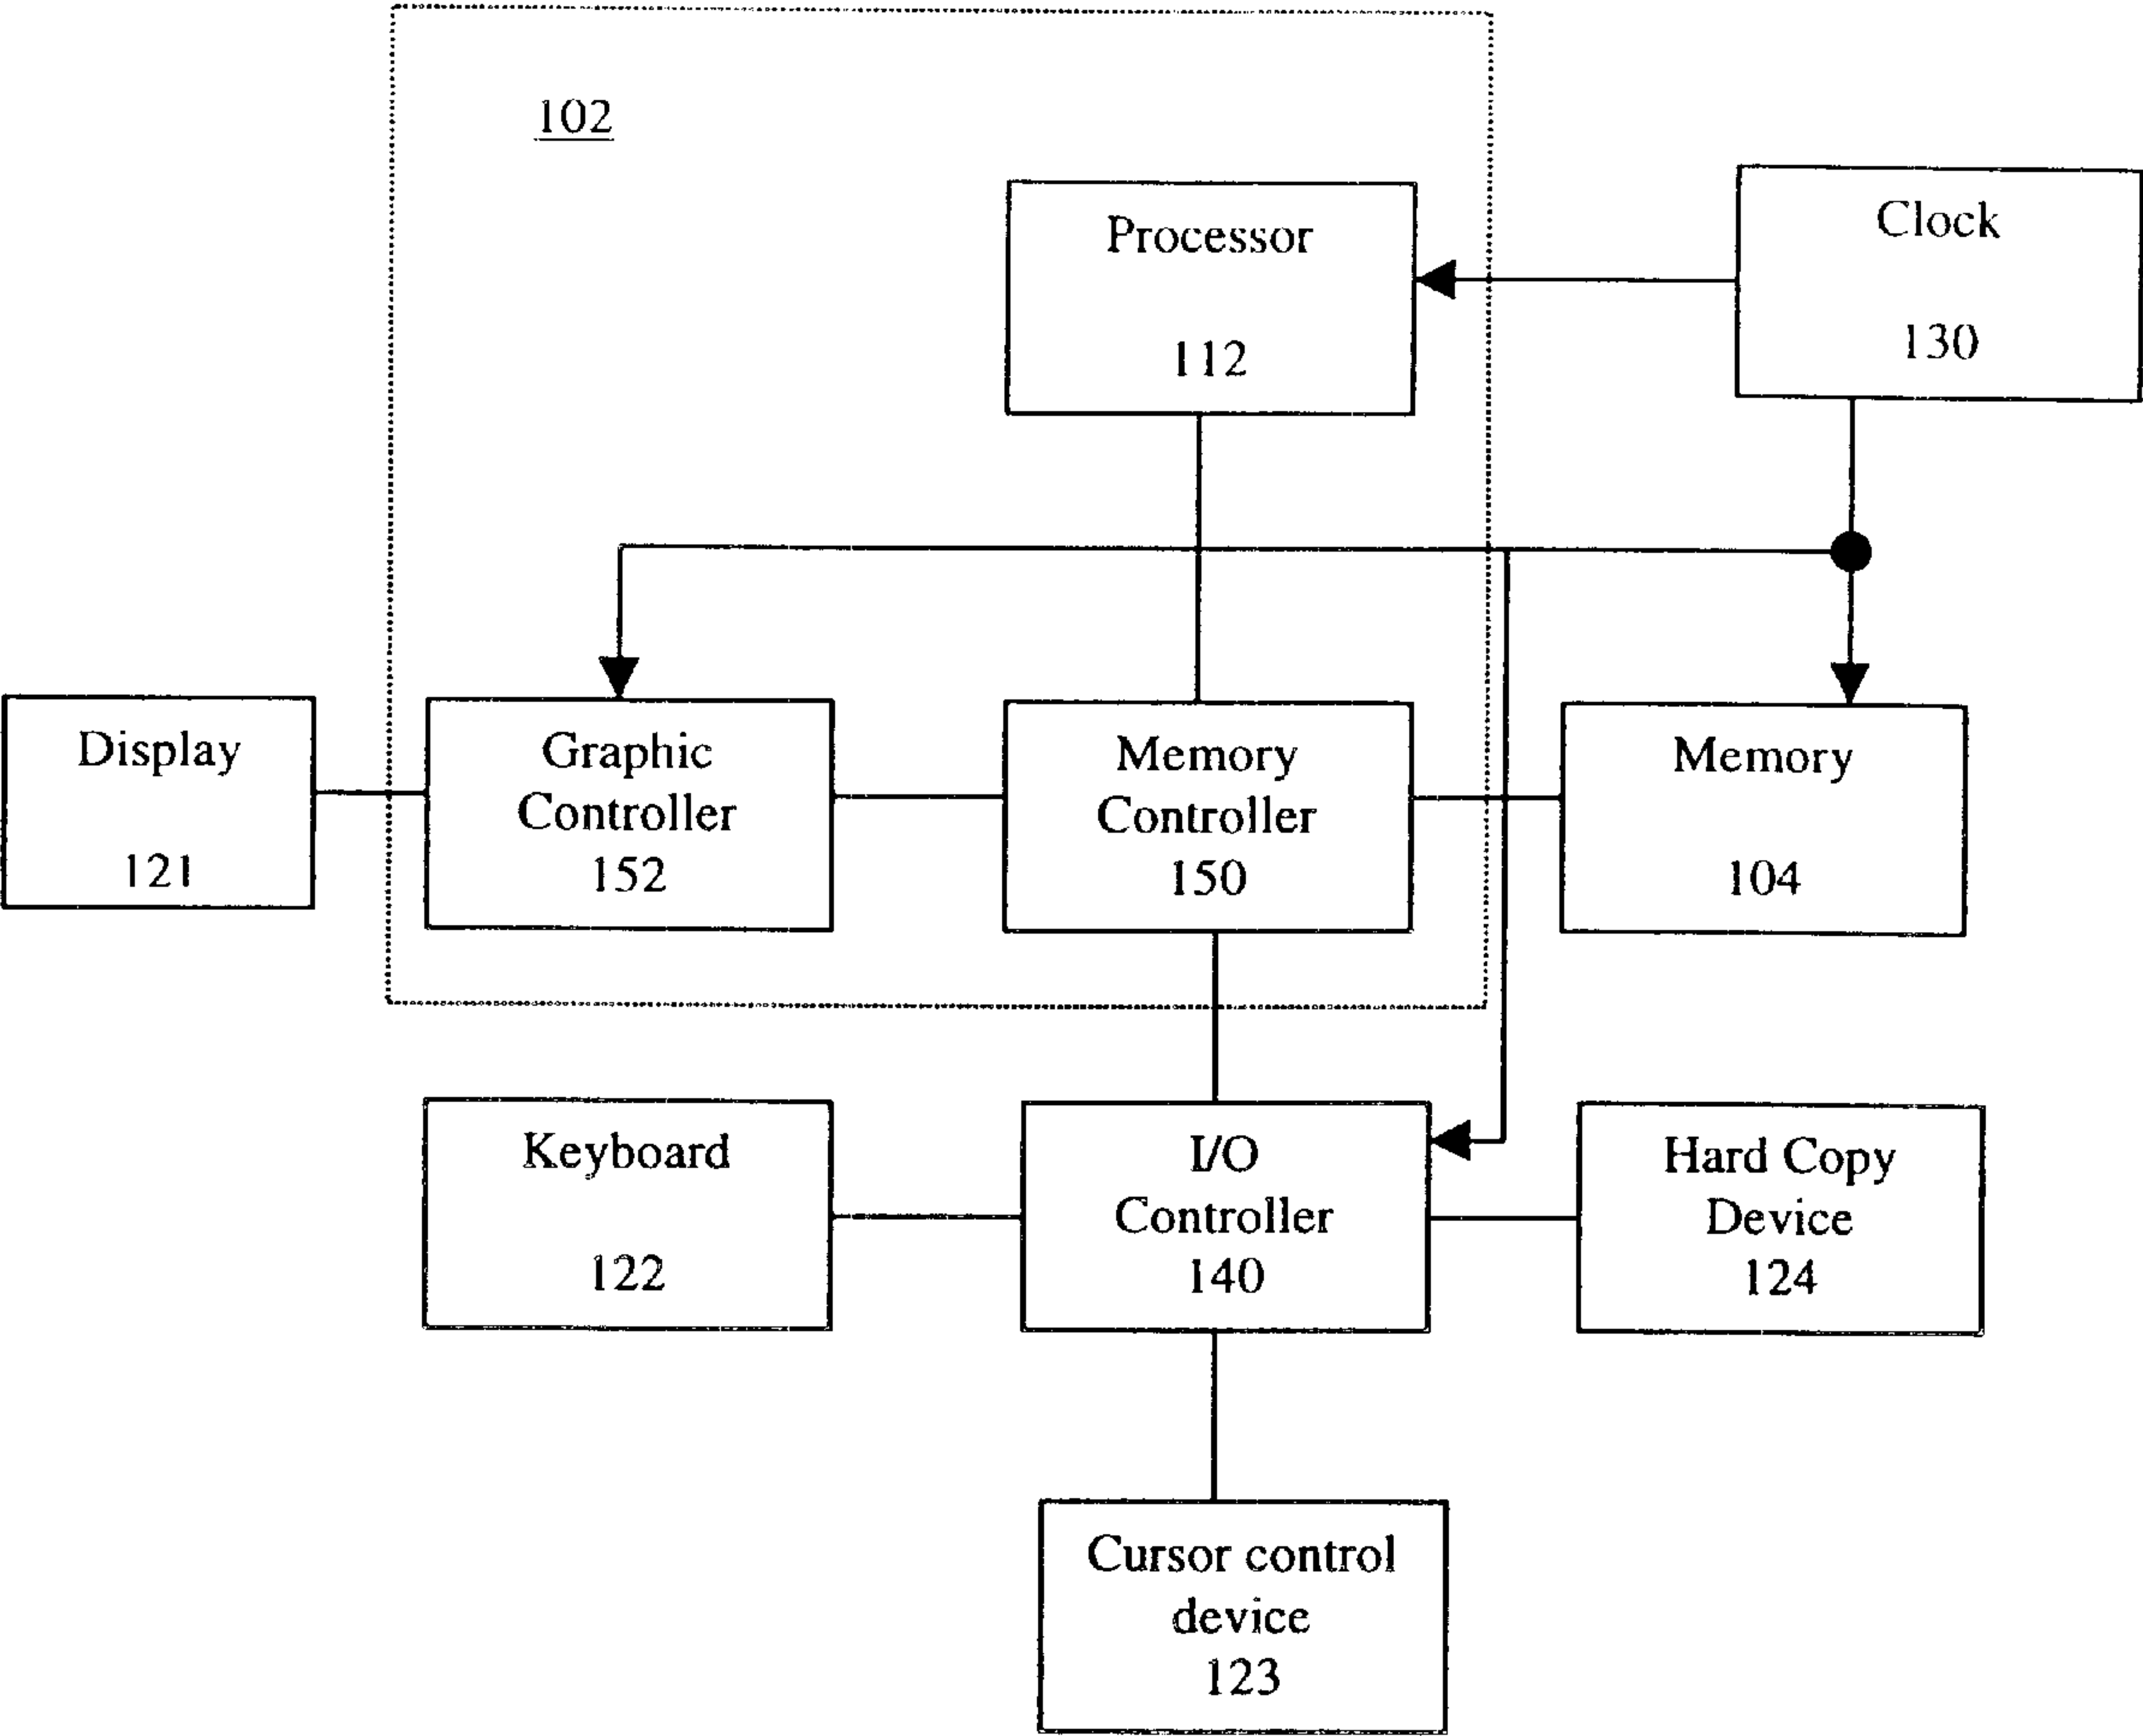 102
Processor
112
Clock
130
Display
121
Graphic
Controller
152
Memory
Controller
150
Memory
104
Keyboard
122
I/O
Controller
140
Hard Copy
Device
124
Cursor control
device
123